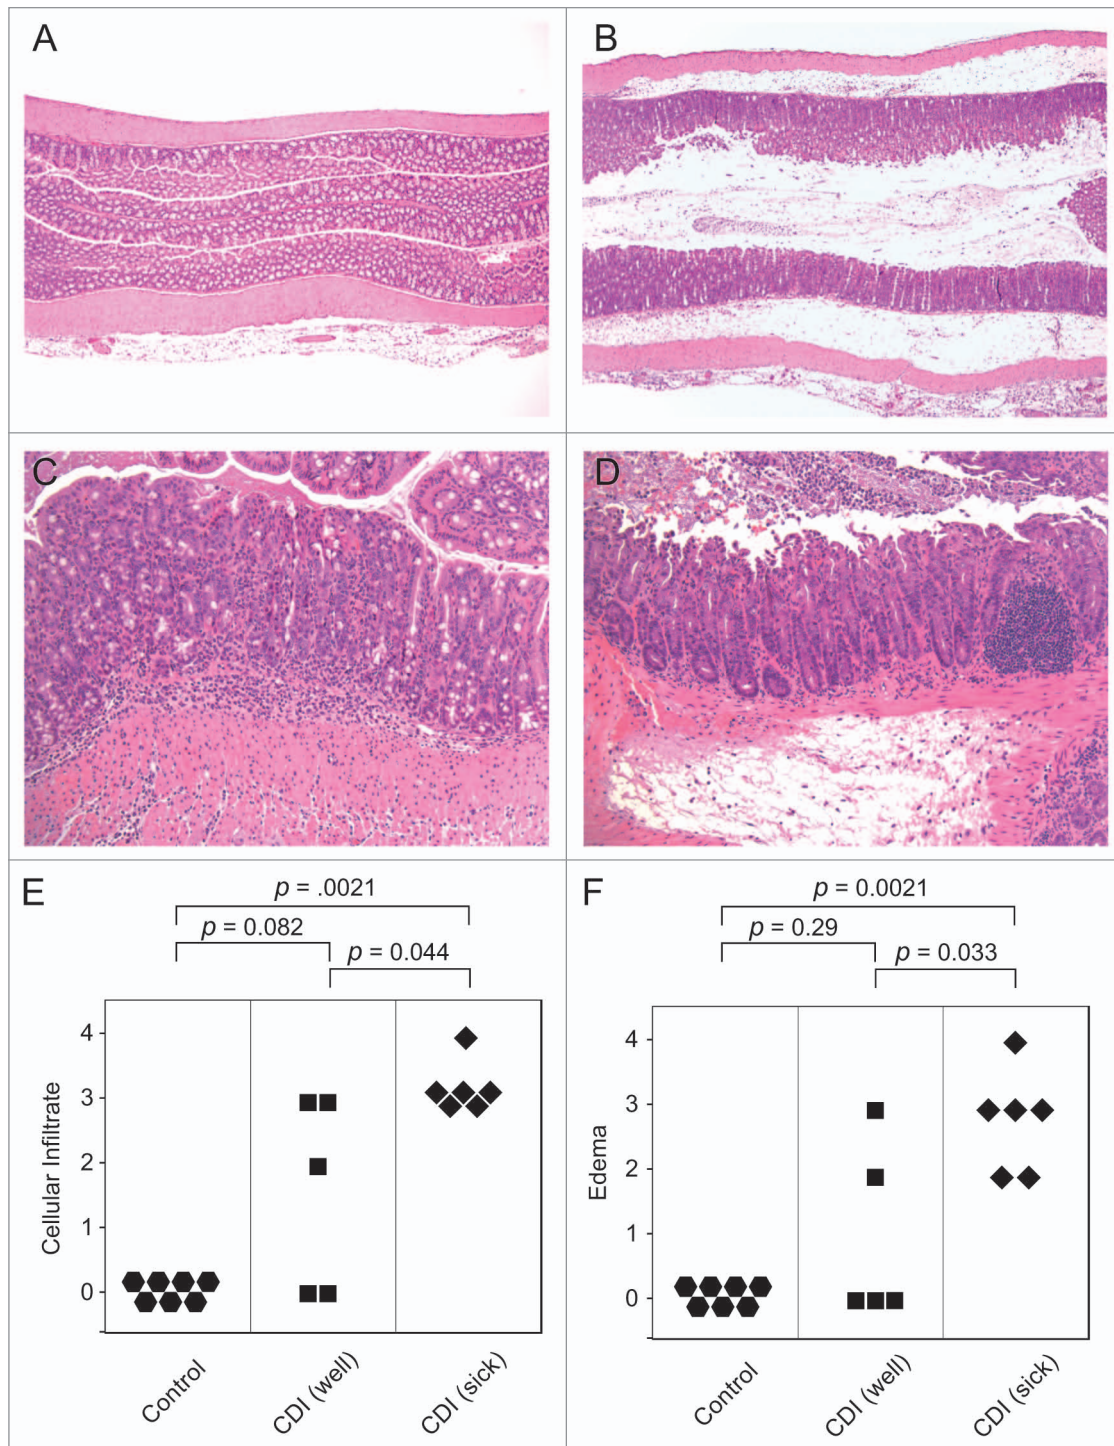 A
B
C
D
E
p = .0021
p = 0.082
p = 0.044
Cellular Infiltrate
4
3
2
1
0
Control
CDI (well)
CDI (sick)
F
p = 0.0021
p = 0.29
p = 0.033
Edema
4
3
2
1
0
Control
CDI (well)
CDI (sick)